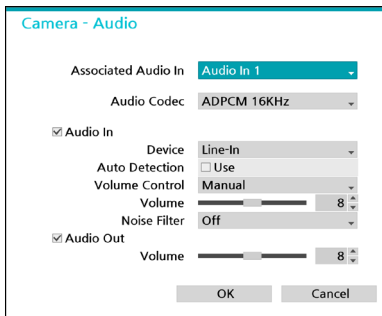 Camera - Audio
Associated Audio In Audio In 1
Audio Codec ADPCM 16KHz
Audio In
Device Line-In
Auto Detection Use
Volume Control Manual
Volume 8
Noise Filter Off
Audio Out
Volume 8
OK Cancel